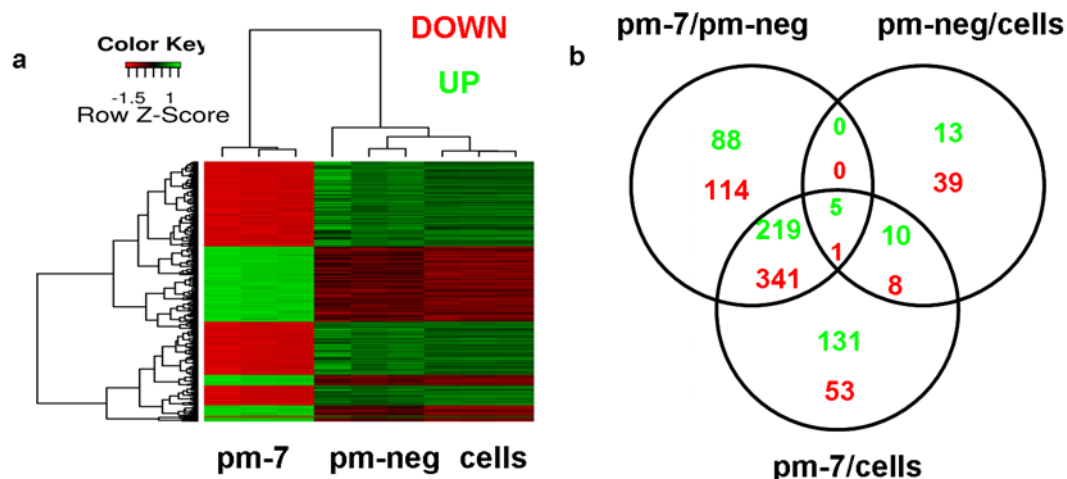 a
Color Key
-1.5 1
Row Z-Score
DOWN
UP
pm-7 pm-neg cells
b
pm-7/pm-neg pm-neg/cells
88
114
0
0
13
39
5
1
219
341
10
8
131
53
pm-7/cells